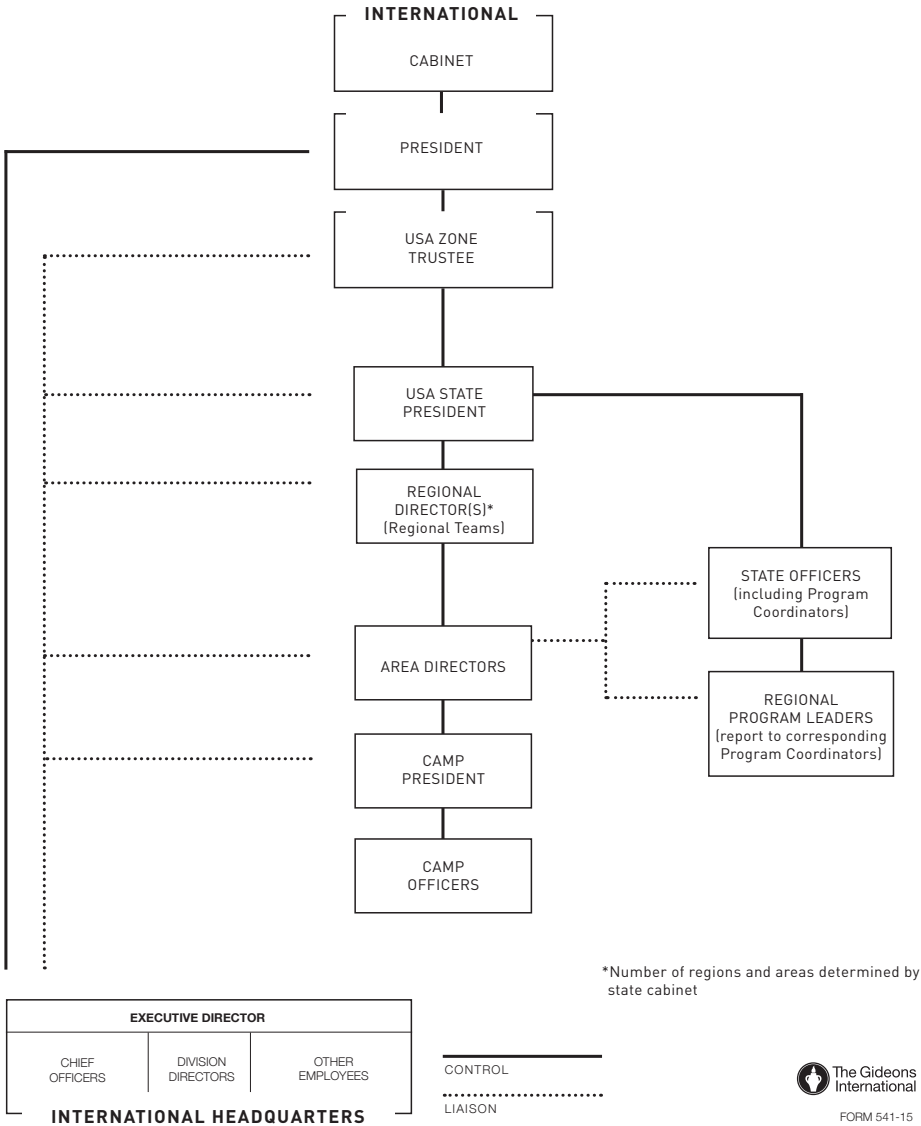 INTERNATIONAL
CABINET
PRESIDENT
USA ZONE
TRUSTEE
USA STATE
PRESIDENT
REGIONAL
DIRECTOR(S)*
(Regional Teams)
STATE OFFICERS
(including Program
Coordinators)
AREA DIRECTORS
REGIONAL
PROGRAM LEADERS
(report to corresponding
Program Coordinators)
CAMP
PRESIDENT
CAMP
OFFICERS
*Number of regions and areas determined by
state cabinet
EXECUTIVE DIRECTOR
CHIEF
OFFICERS
DIVISION
DIRECTORS
OTHER
EMPLOYEES
INTERNATIONAL HEADQUARTERS
CONTROL
LIAISON
The Gideons
International
FORM 541-15